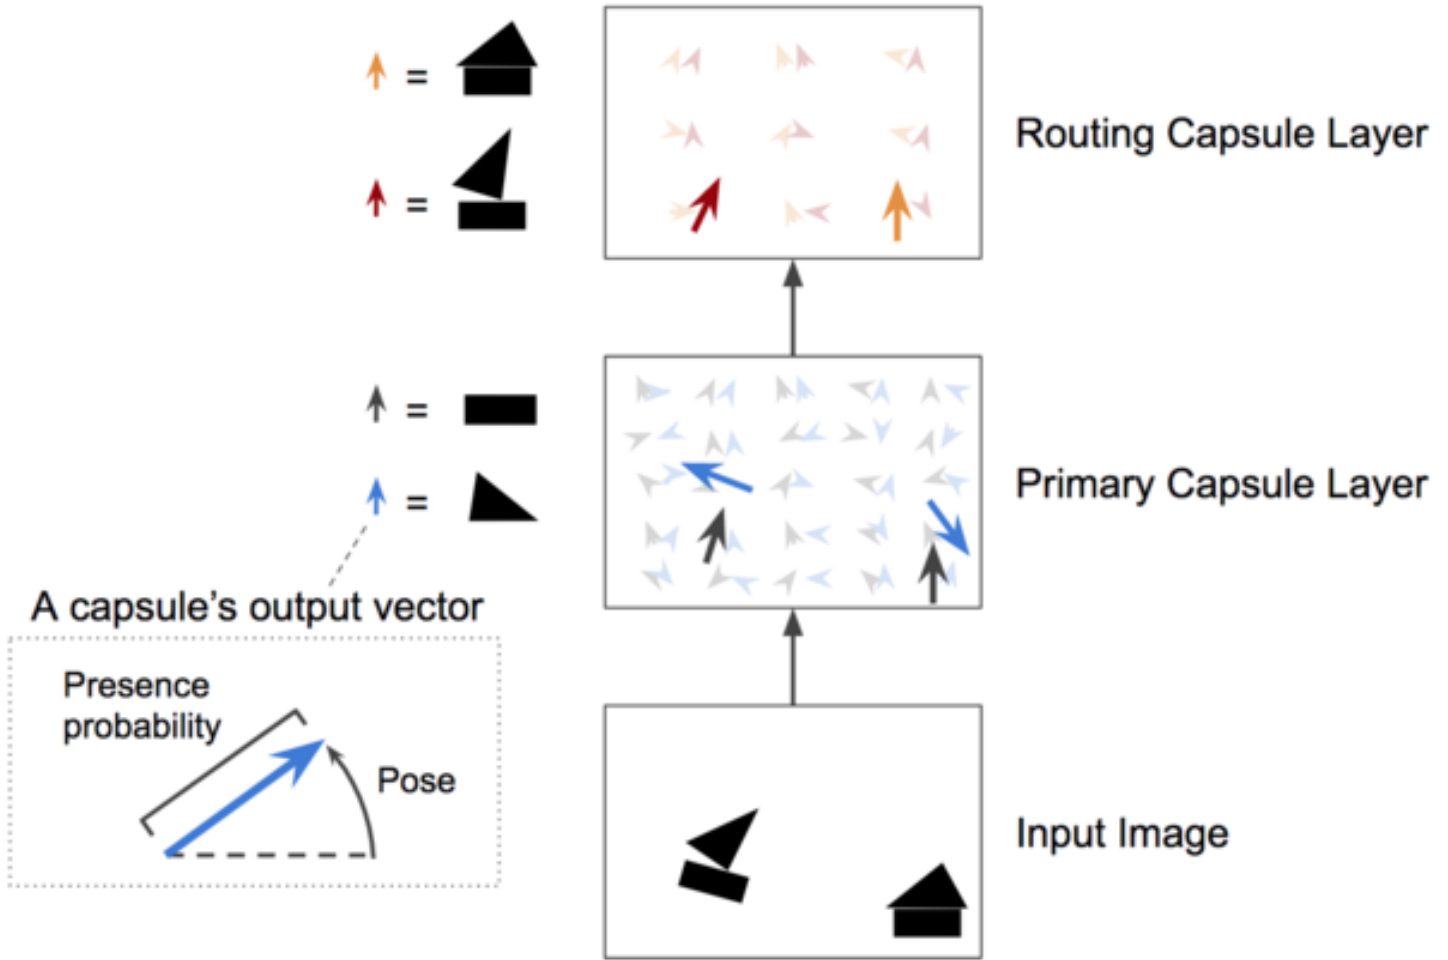 =
=
Routing Capsule Layer
=
=
Primary Capsule Layer
A capsule's output vector
Presence
probability
Pose
Input Image